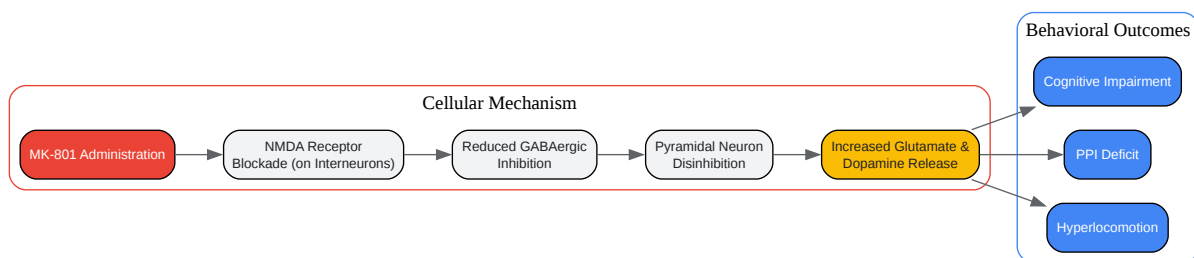 Behavioral Outcomes
Cellular Mechanism
MK-801 Administration
NMDA Receptor
Blockade (on Interneurons)
Reduced GABAergic
Inhibition
Pyramidal Neuron
Disinhibition
Increased Glutamate &
Dopamine Release
Cognitive Impairment
PPI Deficit
Hyperlocomotion